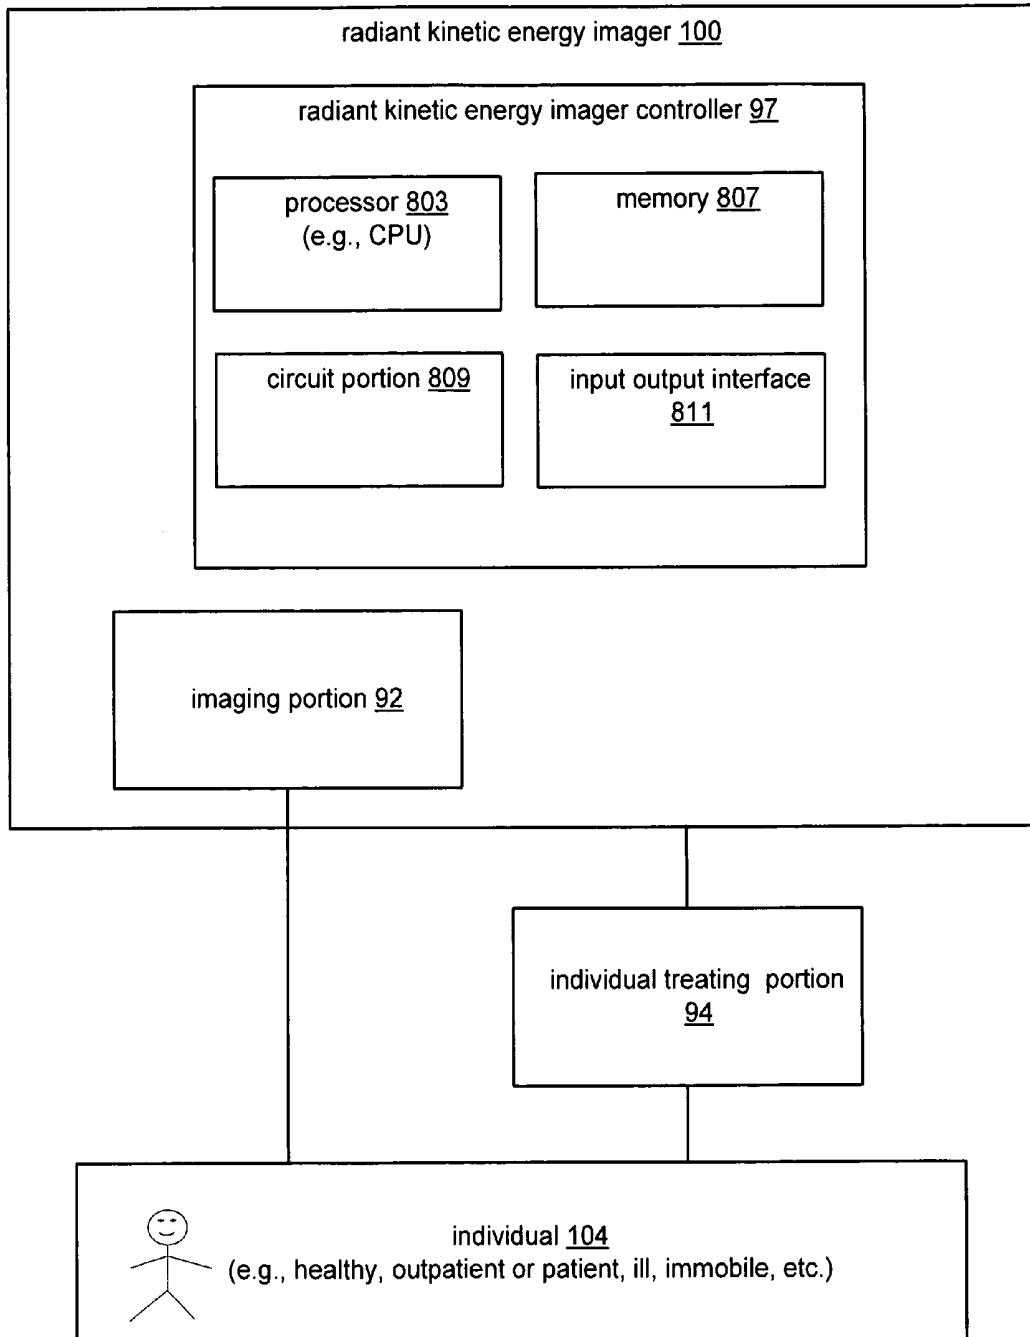 radiant kinetic energy imager 100
radiant kinetic energy imager controller 97
processor 803
(e.g., CPU)
memory 807
circuit portion 809
input output interface
811
imaging portion 92
individual treating portion
94
individual 104
(e.g., healthy, outpatient or patient, ill, immobile, etc.)